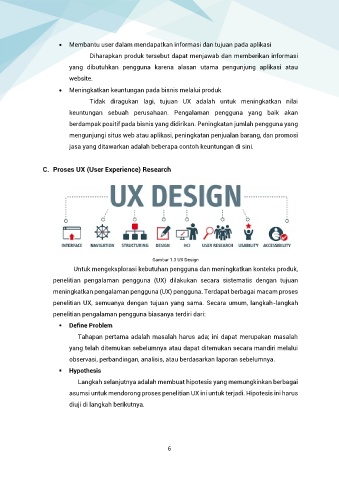 • Membantu user dalam mendapatkan informasi dan tujuan pada aplikasi
Diharapkan produk tersebut dapat menjawab dan memberikan informasi
yang dibutuhkan pengguna karena alasan utama pengunjung aplikasi atau
website.
• Meningkatkan keuntungan pada bisnis melalui produk
Tidak diragukan lagi, tujuan UX adalah untuk meningkatkan nilai
keuntungan sebuah perusahaan. Pengalaman pengguna yang baik akan
berdampak positif pada bisnis yang didirikan. Peningkatan jumlah pengguna yang
mengunjungi situs web atau aplikasi, peningkatan penjualan barang, dan promosi
jasa yang ditawarkan adalah beberapa contoh keuntungan di sini.
C. Proses UX (User Experience) Research
UX DESIGN
INTERFACE NAVIGATION STRUCTURING DESIGN HCI USER RESEARCH USABILITY ACCESSIBILITY
Gambar 1.3 UX Design
Untuk mengeksplorasi kebutuhan pengguna dan meningkatkan konteks produk,
penelitian pengalaman pengguna (UX) dilakukan secara sistematis dengan tujuan
meningkatkan pengalaman pengguna (UX) pengguna. Terdapat berbagai macam proses
penelitian UX, semuanya dengan tujuan yang sama. Secara umum, langkah-langkah
penelitian pengalaman pengguna biasanya terdiri dari:
• Define Problem
Tahapan pertama adalah masalah harus ada; ini dapat merupakan masalah
yang telah ditemukan sebelumnya atau dapat ditemukan secara mandiri melalui
observasi, perbandingan, analisis, atau berdasarkan laporan sebelumnya.
• Hypothesis
Langkah selanjutnya adalah membuat hipotesis yang memungkinkan berbagai
asumsi untuk mendorong proses penelitian UX ini untuk terjadi. Hipotesis ini harus
diuji di langkah berikutnya.
6